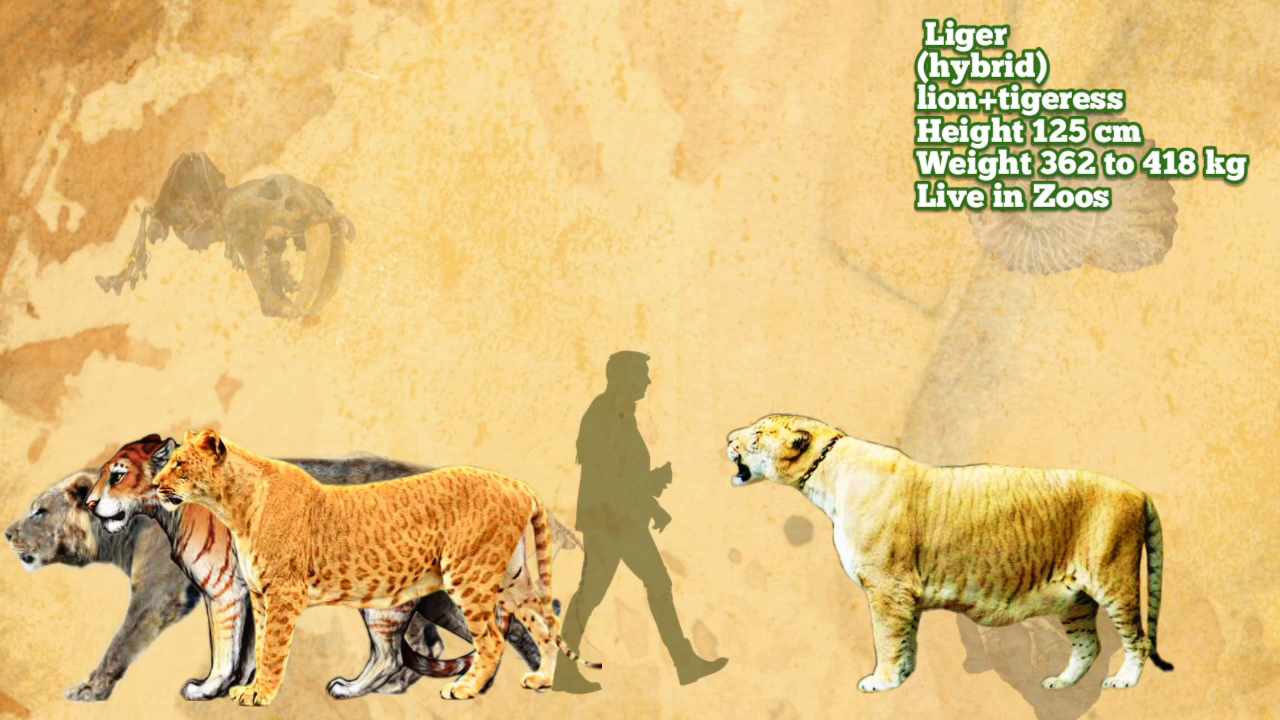 Liger
(hybrid)
lion+tigeress
Height 125 cm
Weight 362 to 418 kg
Live in Zoos